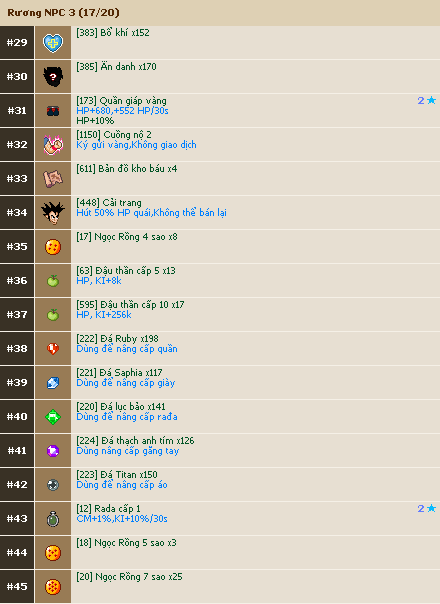 Rương NPC 3 (17/20)
#29
[383] Bổ khí x152
#30
[385] Ẩn danh x170
#31
[173] Quần giáp vàng
2 ★
HP+680,+552 HP/30s
HP+10%
#32
[1150] Cuồng nộ 2
Ký gửi vàng,Không giao dịch
#33
[611] Bản đồ kho báu x4
#34
[448] Cải trang
Hút 50% HP quái,Không thể bán lại
#35
[17] Ngọc Rồng 4 sao x8
#36
[63] Đậu thần cấp 5 x13
HP, KI+8k
#37
[595] Đậu thần cấp 10 x17
HP, KI+256k
#38
[222] Đá Ruby x198
Dùng để nâng cấp quần
#39
[221] Đá Saphia x117
Dùng để nâng cấp giày
#40
[220] Đá lục bảo x141
Dùng để nâng cấp rađa
#41
[224] Đá thạch anh tím x126
Dùng nâng cấp găng tay
#42
[223] Đá Titan x150
Dùng để nâng cấp áo
#43
[12] Rada cấp 1
2 ★
CM+1%,KI+10%/30s
#44
[18] Ngọc Rồng 5 sao x3
#45
[20] Ngọc Rồng 7 sao x25